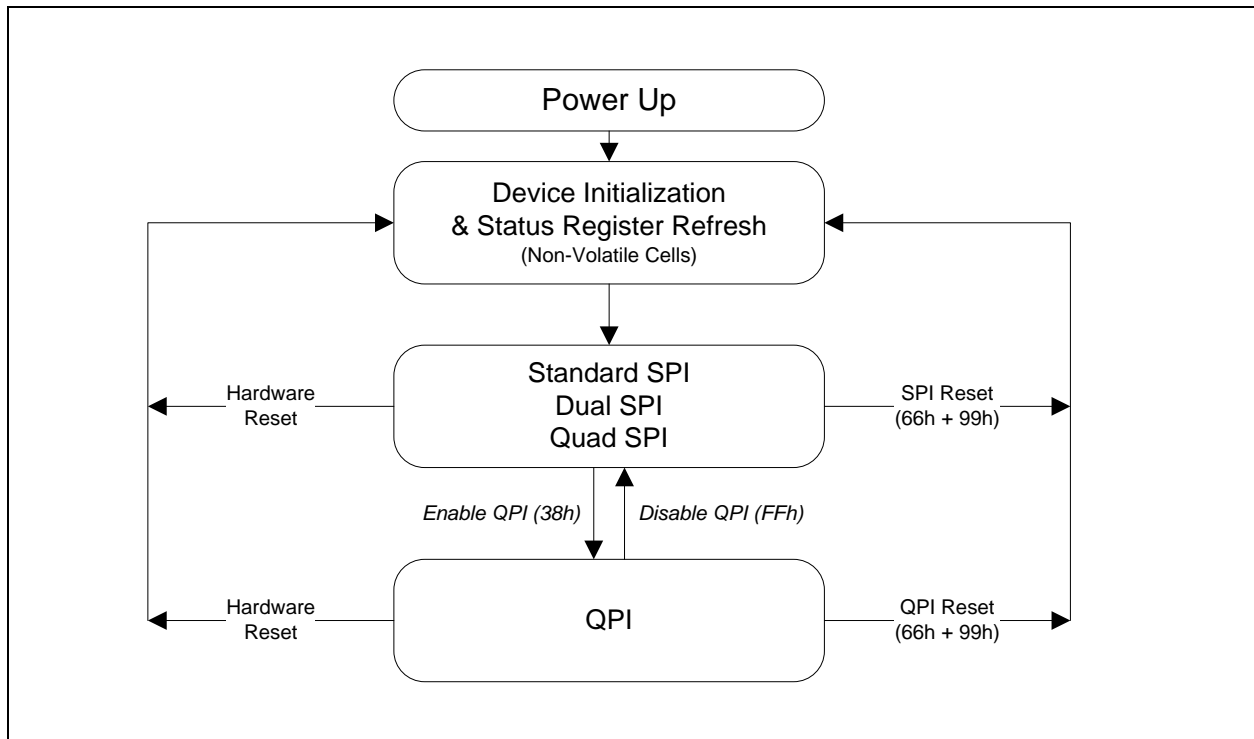 Power Up
Device Initialization
& Status Register Refresh
(Non-Volatile Cells)
Standard SPI
Dual SPI
Quad SPI
Hardware
Reset
SPI Reset
(66h + 99h)
Enable QPI (38h)
Disable QPI (FFh)
QPI
Hardware
Reset
QPI Reset
(66h + 99h)